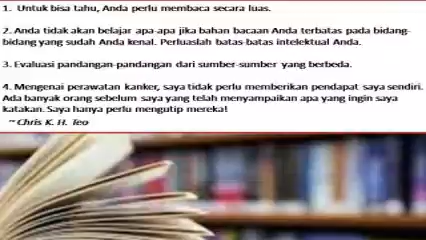 1. Untuk bisa tahu, Anda perlu membaca secara luas.
2. Anda tidak akan belajar apa-apa jika bahan bacaan Anda terbatas pada bidang-
bidang yang sudah Anda kenal. Perluaslah batas-batas intelektual Anda.
3. Evaluasi pandangan-pandangan dari sumber-sumber yang berbeda.
4. Mengenai perawatan kanker, saya tidak perlu memberikan pendapat saya sendiri.
Ada banyak orang sebelum saya yang telah menyampaikan apa yang ingin saya
katakan. Saya hanya perlu mengutip mereka!
~ Chris K. H. Teo